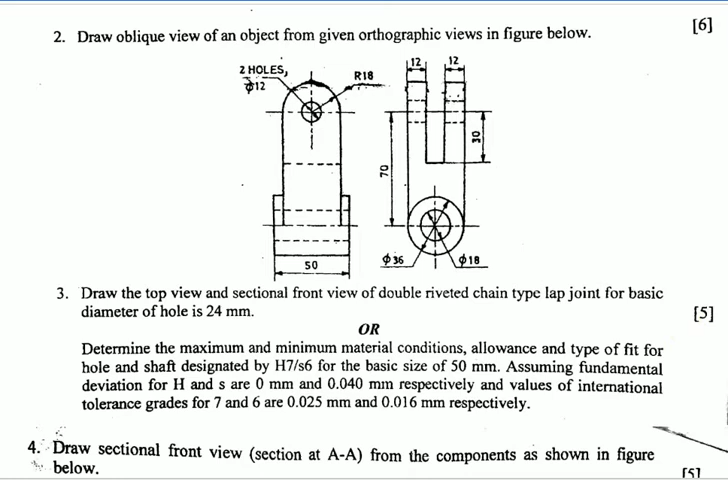 2. Draw oblique view of an object from given orthographic views in figure below. [6]
2 HOLES,
ϕ12
R18
12
12
30
70
50
ϕ36
ϕ18
3. Draw the top view and sectional front view of double riveted chain type lap joint for basic
diameter of hole is 24 mm. [5]
OR
Determine the maximum and minimum material conditions, allowance and type of fit for
hole and shaft designated by H7/s6 for the basic size of 50 mm. Assuming fundamental
deviation for H and s are 0 mm and 0.040 mm respectively and values of international
tolerance grades for 7 and 6 are 0.025 mm and 0.016 mm respectively.
4. Draw sectional front view (section at A-A) from the components as shown in figure
below. [5]